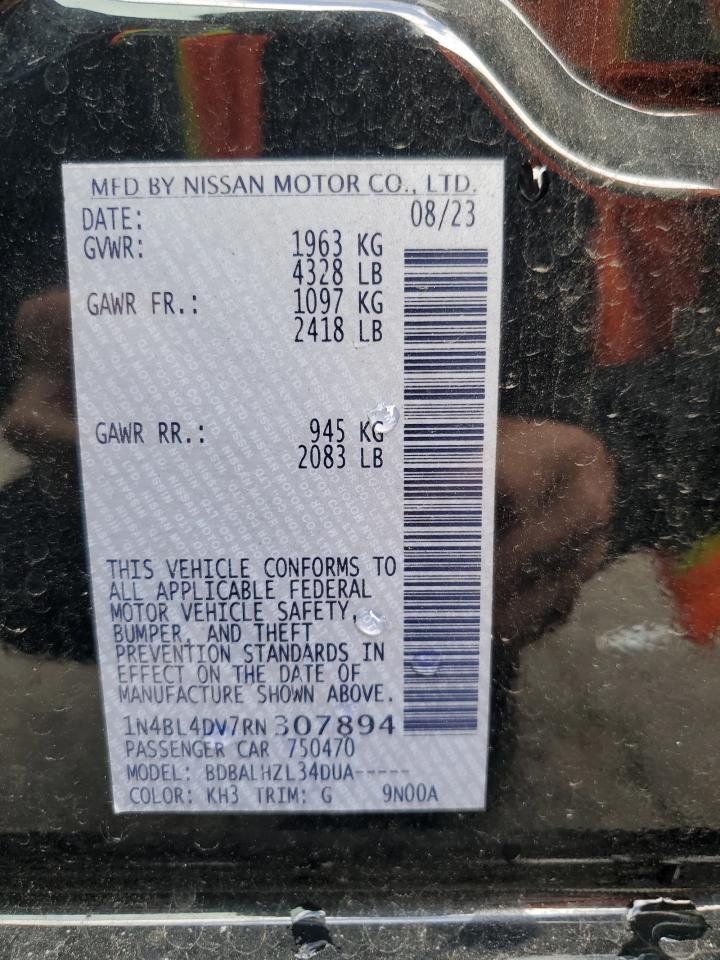 MFD BY NISSAN MOTOR CO., LTD.
DATE: 08/23
GVWR: 1963 KG
4328 LB
GAWR FR.: 1097 KG
2418 LB
GAWR RR.: 945 KG
2083 LB
THIS VEHICLE CONFORMS TO
ALL APPLICABLE FEDERAL
MOTOR VEHICLE SAFETY,
BUMPER, AND THEFT
PREVENTION STANDARDS IN
EFFECT ON THE DATE OF
MANUFACTURE SHOWN ABOVE.
1N4BL4DV7RN 307894
PASSENGER CAR 750470
MODEL: BDBALHZL34DUA-----
COLOR: KH3 TRIM: G 9N00A